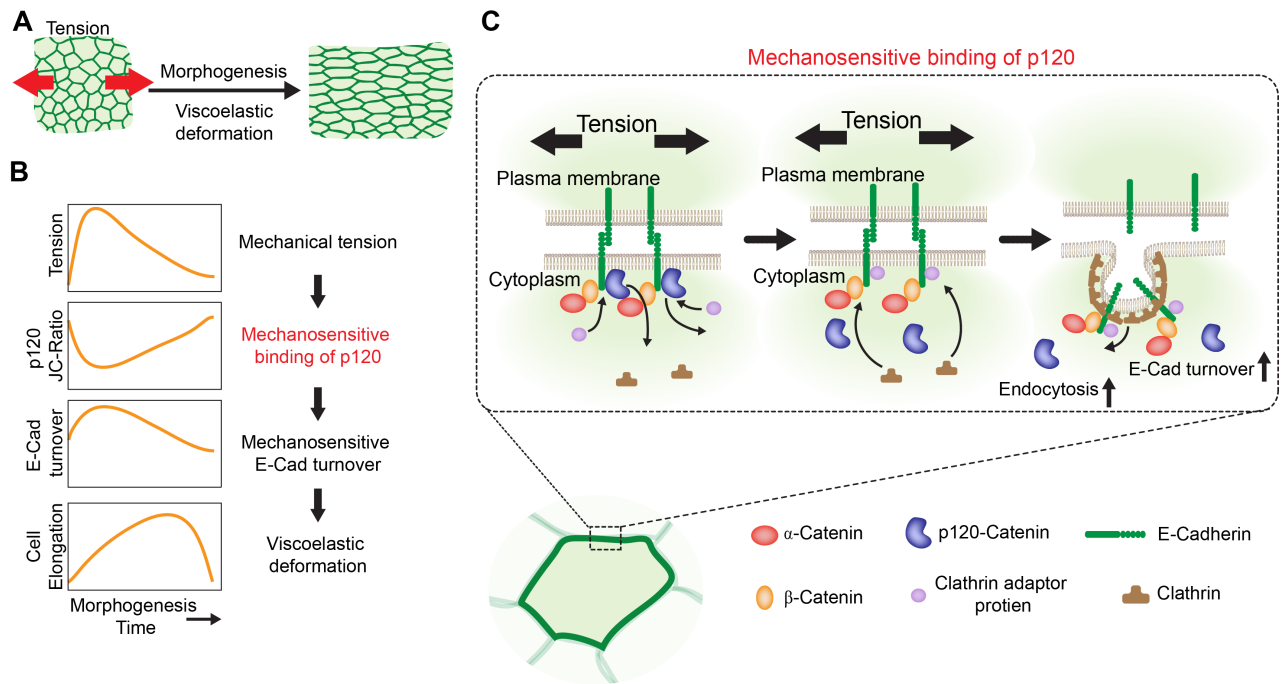 A
Tension
Morphogenesis
Viscoelastic
deformation
B
Tension
p120
JC-Ratio
E-Cad
turnover
Cell
Elongation
Morphogenesis
Time
Mechanical tension
Mechanosensitive
binding of p120
Mechanosensitive
E-Cad turnover
Viscoelastic
deformation
C
Mechanosensitive binding of p120
Tension
Plasma membrane
Cytoplasm
Tension
Plasma membrane
Cytoplasm
E-Cad turnover
Endocytosis
α-Catenin
p120-Catenin
E-Cadherin
β-Catenin
Clathrin adaptor
protien
Clathrin